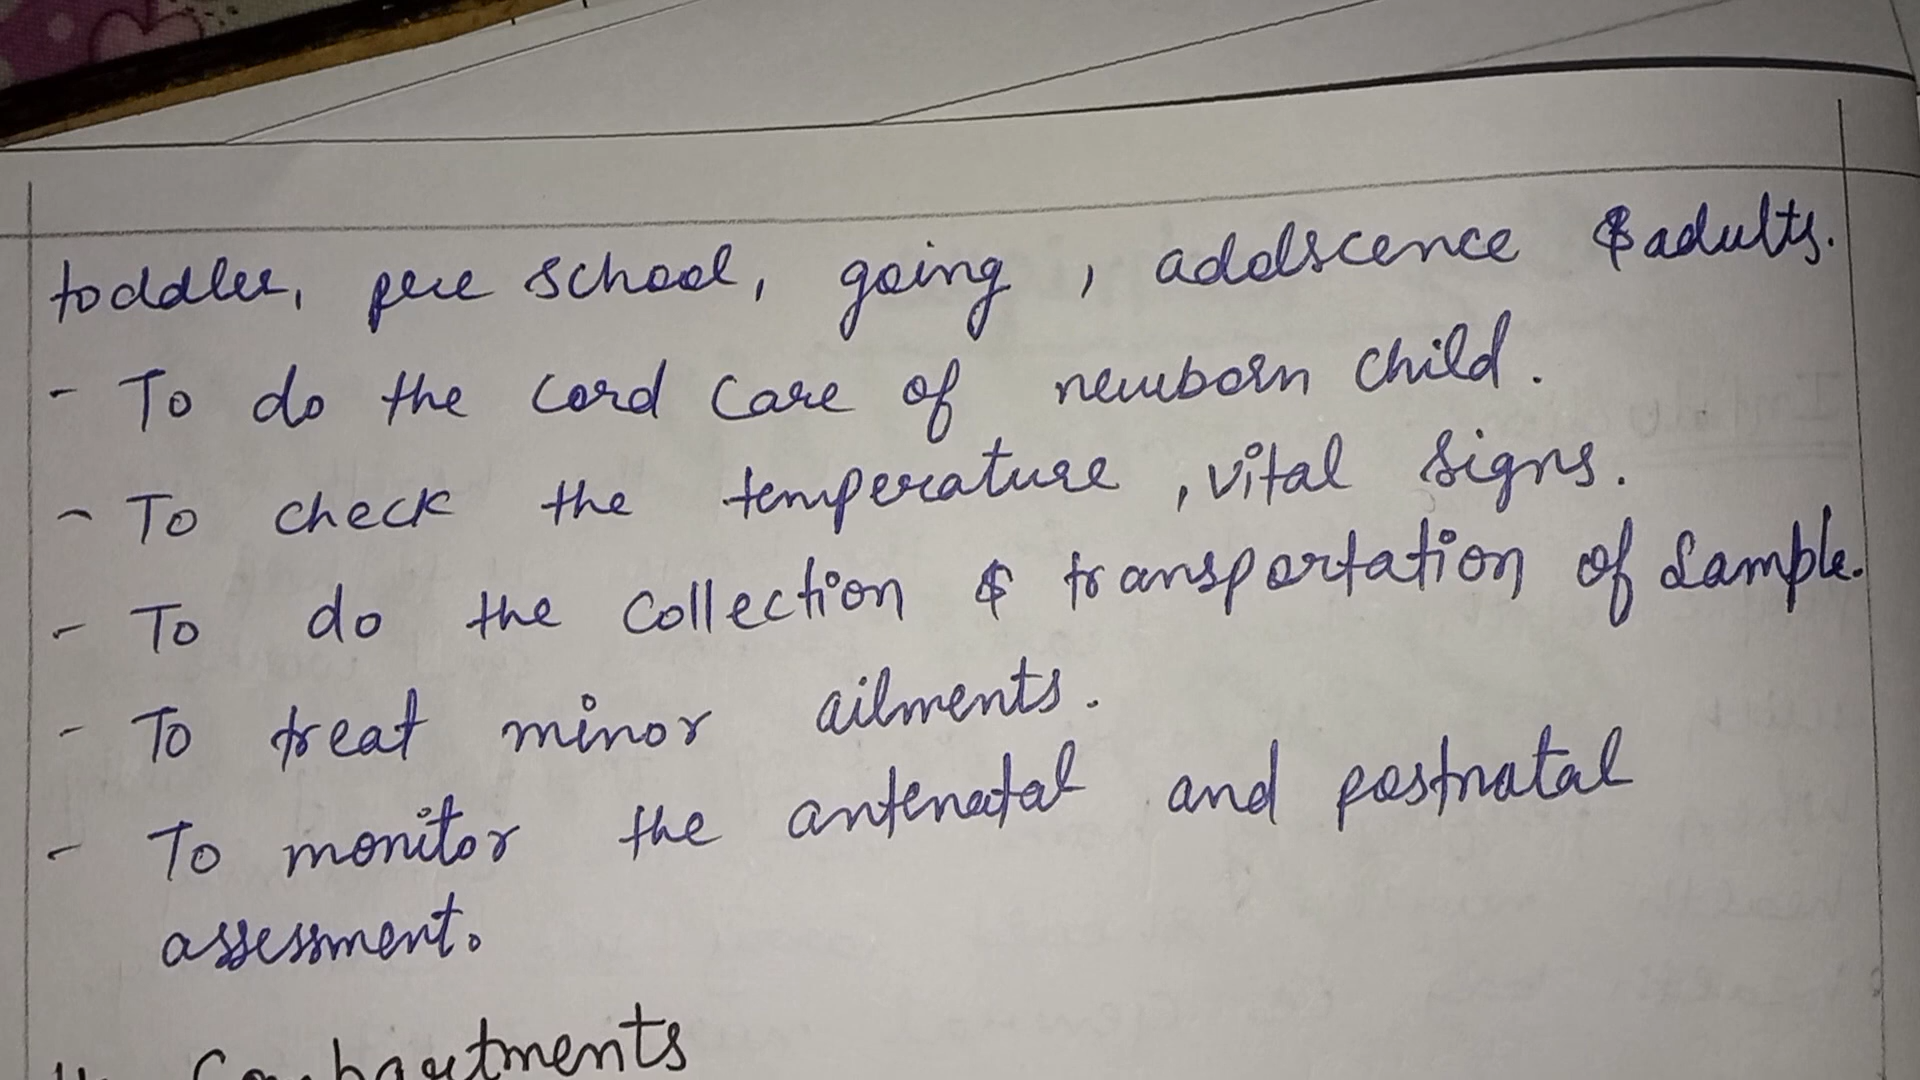 toddler, pre school, going, adolscence & adults.
- To do the cord care of newborn child.
- To check the temperature, vital signs.
- To do the collection & transportation of sample.
- To treat minor ailments.
- To monitor the antenatal and postnatal
assessment.
Compartments